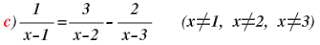 c) 1/(x-1) = 3/(x-2) - 2/(x-3) (x≠1, x≠2, x≠3)